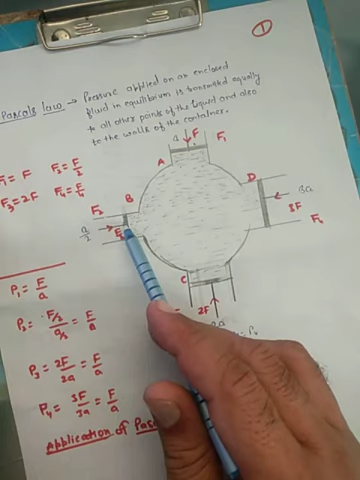 1
Pascals law → Pressure applied on an enclosed
fluid in equilibrium is transmitted equally
to all other points of the liquid and also
to the walls of the container.
F₁ = F F₂ = F/2
F₃ = 2F F₄ = F/4
a F F₁
A
D
B
F₂
3a
a/2
3F
F₄
C
2F
2a
P₁ = F/a
P₂ = F/2 / a/2 = F/a
P₃ = 2F/2a = F/a
P₄ = 3F/3a = F/a
Application of